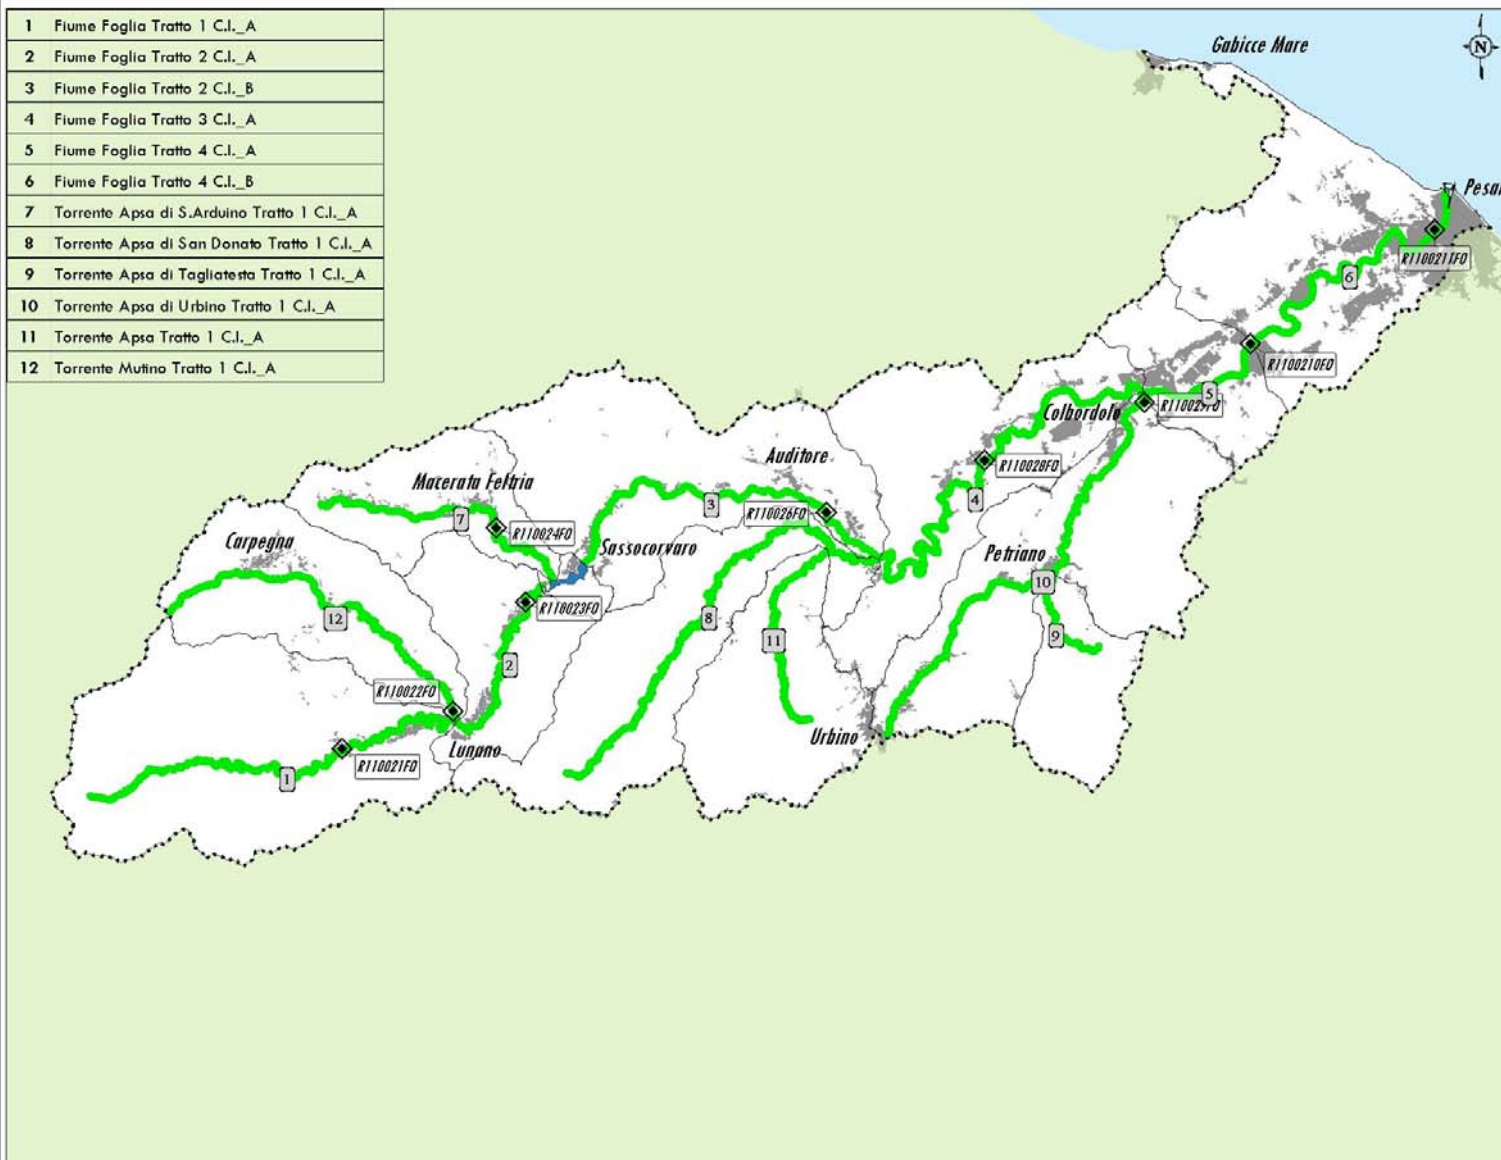 1 Fiume Foglia Tratto 1 C.I._A
2 Fiume Foglia Tratto 2 C.I._A
3 Fiume Foglia Tratto 2 C.I._B
4 Fiume Foglia Tratto 3 C.I._A
5 Fiume Foglia Tratto 4 C.I._A
6 Fiume Foglia Tratto 4 C.I._B
7 Torrente Apsa di S.Arduino Tratto 1 C.I._A
8 Torrente Apsa di San Donato Tratto 1 C.I._A
9 Torrente Apsa di Tagliatesta Tratto 1 C.I._A
10 Torrente Apsa di Urbino Tratto 1 C.I._A
11 Torrente Apsa Tratto 1 C.I._A
12 Torrente Mutino Tratto 1 C.I._A
Gabicce Mare
N
Pesar
R1100211FO
6
R1100210FO
5
R110029FO
Colbordolo
Auditore
R110028FO
Macerata Feltria
3
4
R110026FO
7
R110024FO
Carpegna
Sassocorvaro
Petriano
10
R110023FO
12
8
9
11
2
R110022FO
Urbino
Lunano
R110021FO
1